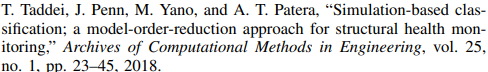 T. Taddei, J. Penn, M. Yano, and A. T. Patera, “Simulation-based clas-
sification; a model-order-reduction approach for structural health mon-
itoring,” Archives of Computational Methods in Engineering, vol. 25,
no. 1, pp. 23–45, 2018.